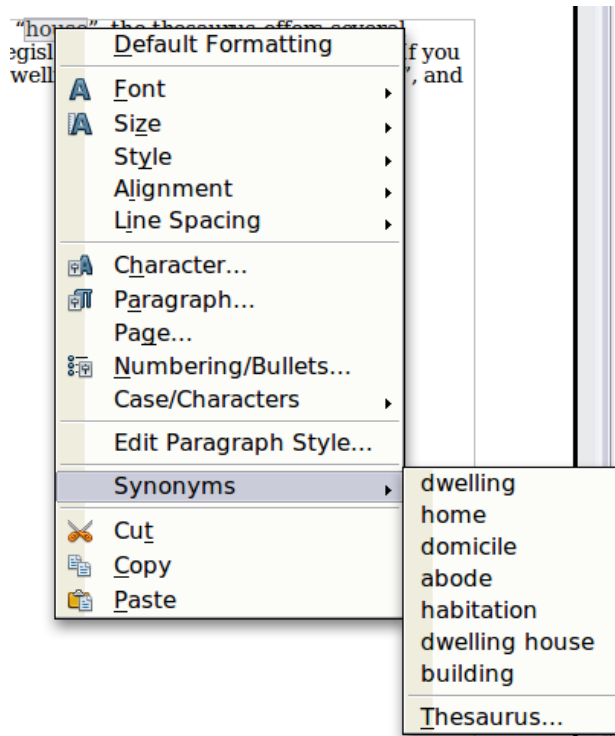 “house”, the thesaurus offers several
Default Formatting
If you
well
”, and
Font
Size
Style
Alignment
Line Spacing
Character...
Paragraph...
Page...
Numbering/Bullets...
Case/Characters
Edit Paragraph Style...
Synonyms
dwelling
home
domicile
abode
habitation
dwelling house
building
Thesaurus...
Cut
Copy
Paste